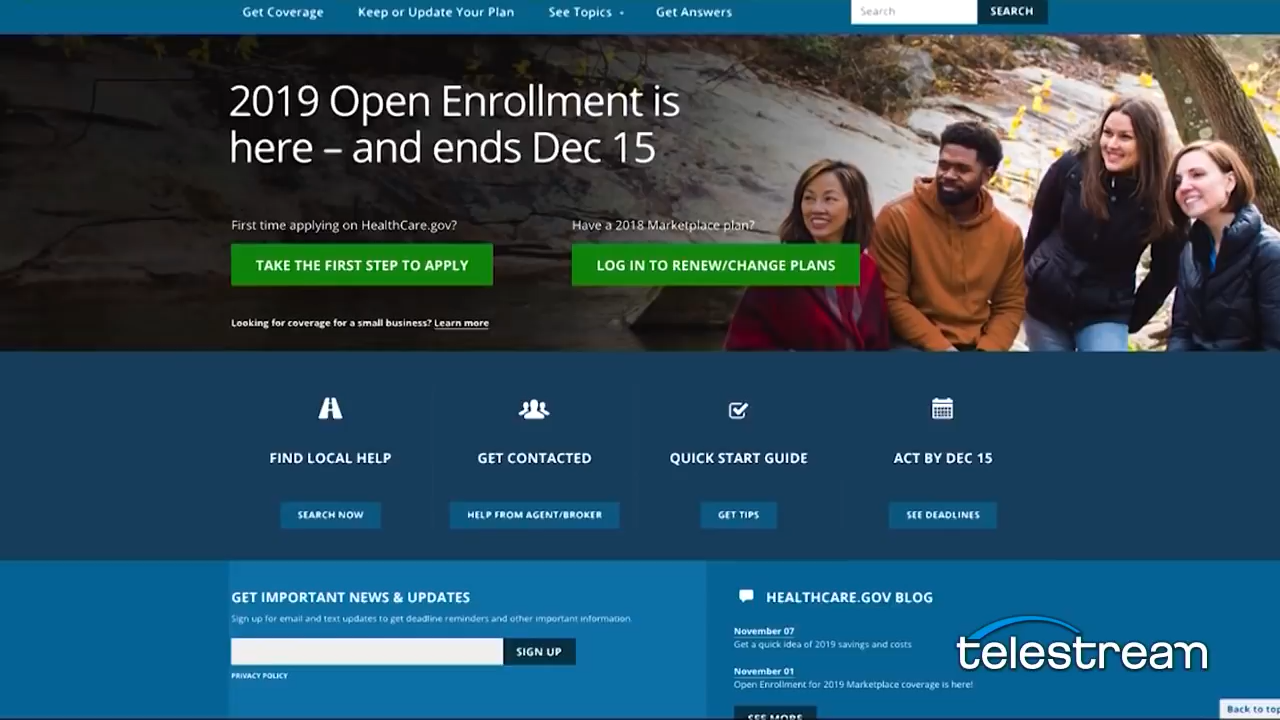 Get Coverage
Keep or Update Your Plan
See Topics
Get Answers
Search
SEARCH
2019 Open Enrollment is
here – and ends Dec 15
First time applying on HealthCare.gov?
Have a 2018 Marketplace plan?
TAKE THE FIRST STEP TO APPLY
LOG IN TO RENEW/CHANGE PLANS
Looking for coverage for a small business? Learn more
FIND LOCAL HELP
GET CONTACTED
QUICK START GUIDE
ACT BY DEC 15
SEARCH NOW
HELP FROM AGENT/BROKER
GET TIPS
SEE DEADLINES
GET IMPORTANT NEWS & UPDATES
Sign up for email and text updates to get deadline reminders and other important information.
SIGN UP
PRIVACY POLICY
HEALTHCARE.GOV BLOG
November 07
Get a quick idea of 2019 savings and costs
November 01
Open Enrollment for 2019 Marketplace coverage is here!
SEE MORE
telestream
Back to top